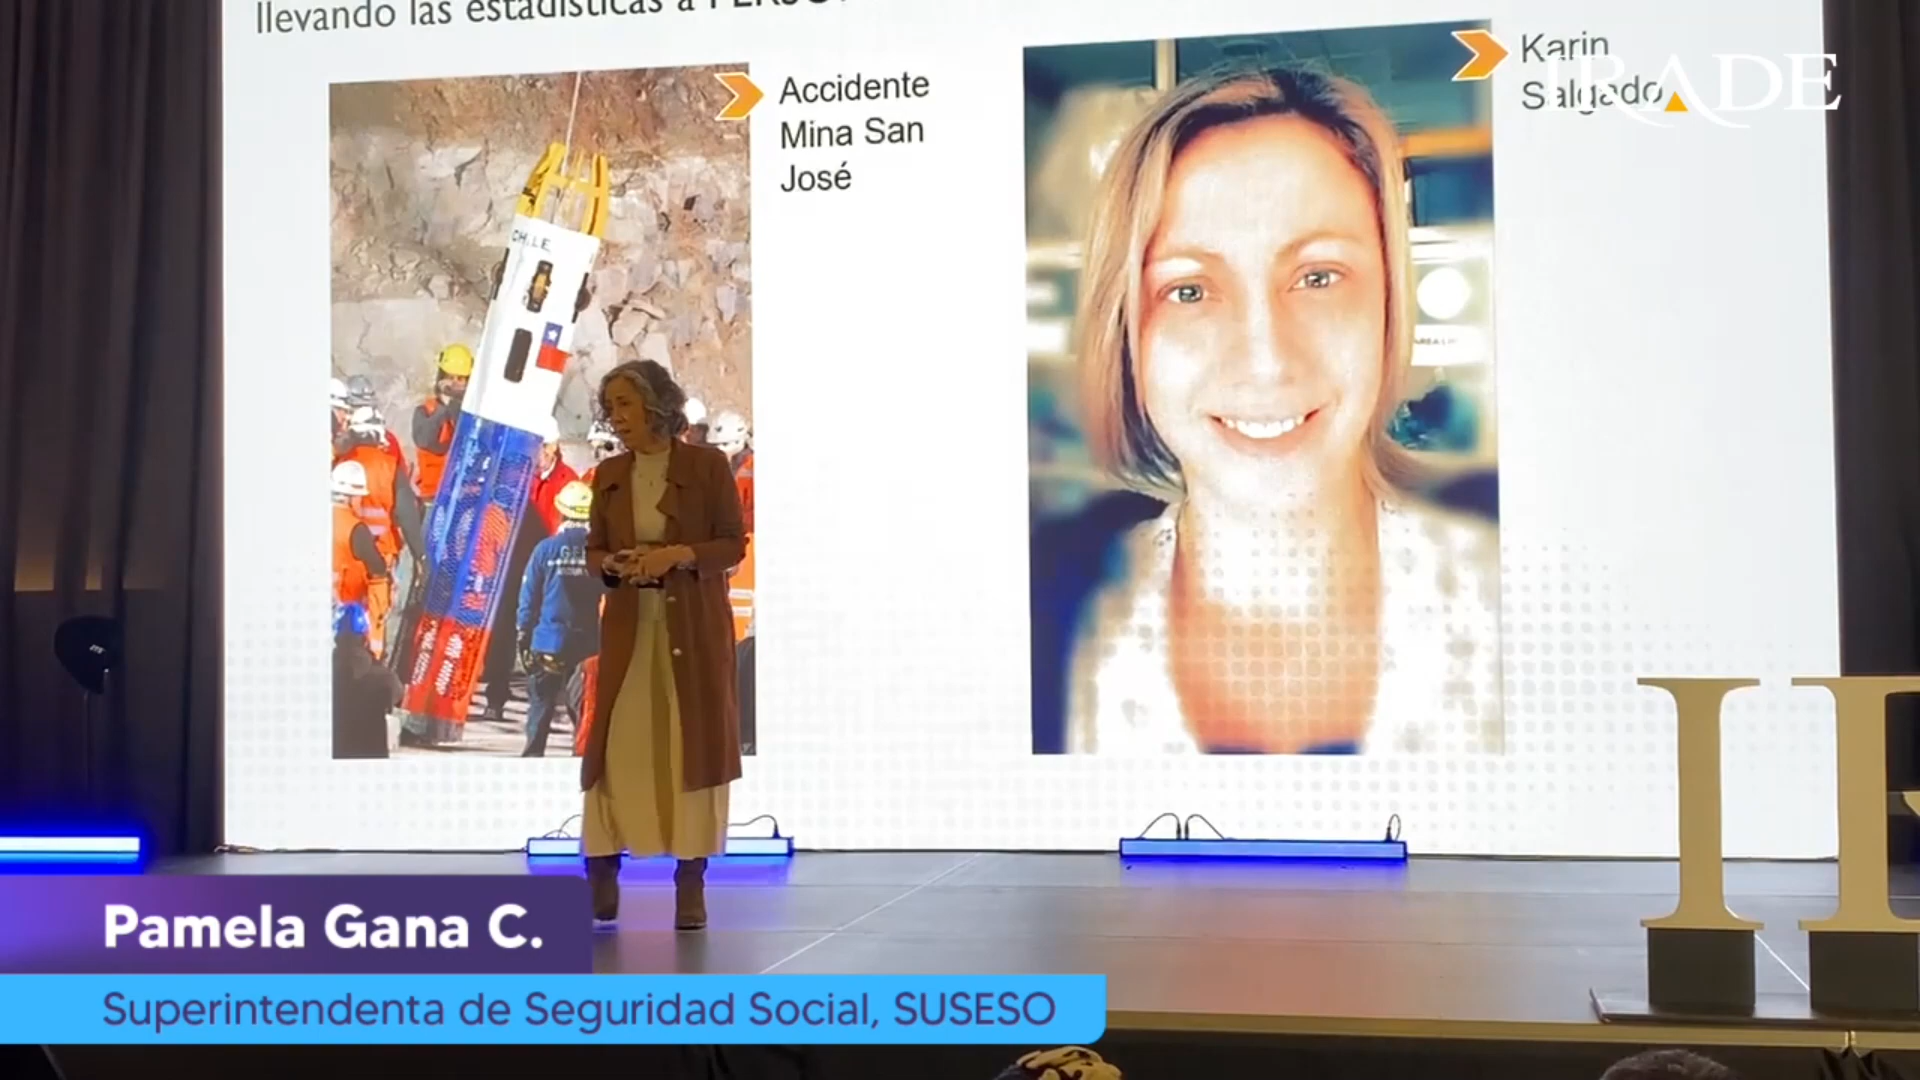 llevando las estadísticas a
Accidente
Mina San
José
Karin
Salgado
IRADE
CHILE
Pamela Gana C.
Superintendenta de Seguridad Social, SUSESO